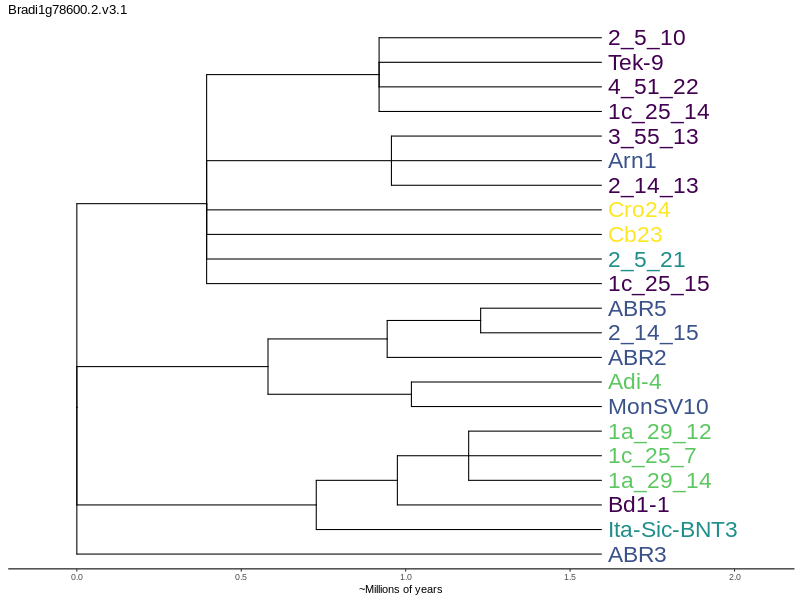 Bradi1g78600.2.v3.1
2_5_10
Tek-9
4_51_22
1c_25_14
3_55_13
Arn1
2_14_13
Cro24
Cb23
2_5_21
1c_25_15
ABR5
2_14_15
ABR2
Adi-4
MonSV10
1a_29_12
1c_25_7
1a_29_14
Bd1-1
Ita-Sic-BNT3
ABR3
0.0 0.5 1.0 1.5 2.0
~Millions of years